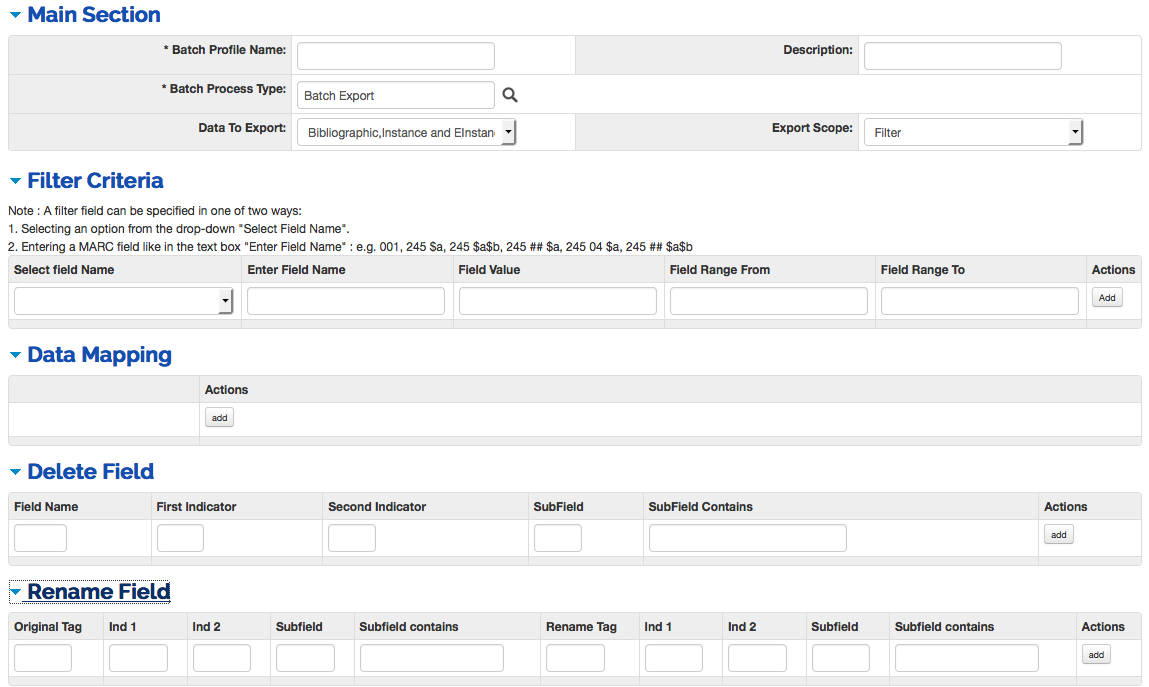 Main Section
* Batch Profile Name: Description:
* Batch Process Type: Batch Export
Data To Export: Bibliographic,Instance and EInstan Export Scope: Filter
Filter Criteria
Note : A filter field can be specified in one of two ways:
1. Selecting an option from the drop-down "Select Field Name".
2. Entering a MARC field like in the text box "Enter Field Name" : e.g. 001, 245 $a, 245 $a$b, 245 ## $a, 245 04 $a, 245 ## $a$b
Select field Name Enter Field Name Field Value Field Range From Field Range To Actions
Add
Data Mapping
Actions
add
Delete Field
Field Name First Indicator Second Indicator SubField SubField Contains Actions
add
Rename Field
Original Tag Ind 1 Ind 2 Subfield Subfield contains Rename Tag Ind 1 Ind 2 Subfield Subfield contains Actions
add